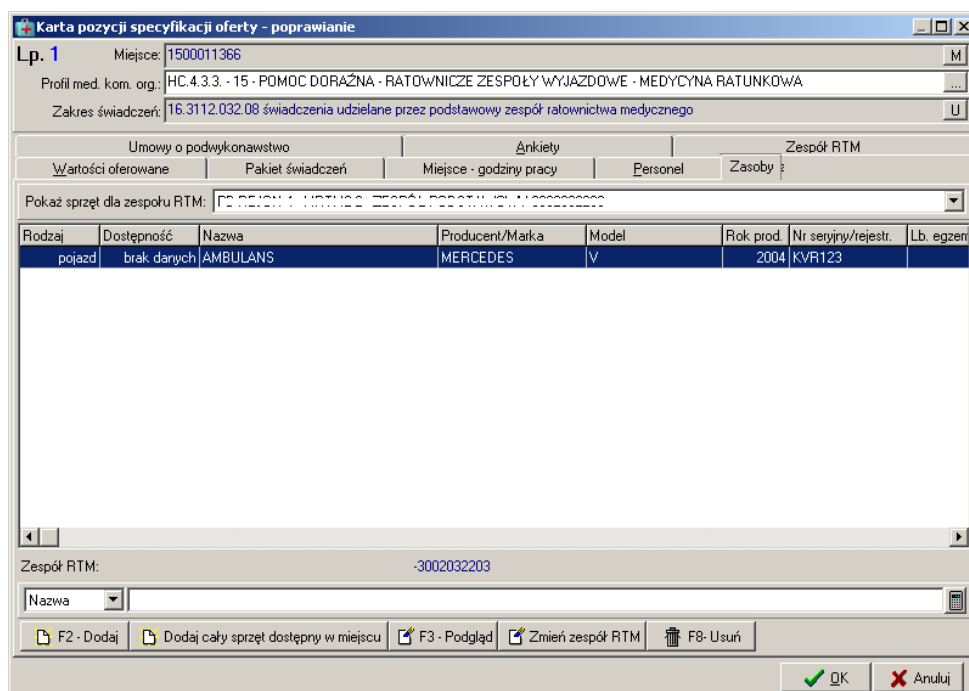 Karta pozycji specyfikacji oferty - poprawianie
Lp. 1 Miejsce: 1500011366 M
Profil med. kom. org.: HC.4.3.3. - 15 - POMOC DORAŹNA - RATOWNICZE ZESPOŁY WYJAZDOWE - MEDYCYNA RATUNKOWA ...
Zakres świadczeń: 16.3112.032.08 świadczenia udzielane przez podstawowy zespół ratownictwa medycznego U
Umowy o podwykonawstwo Ankiety Zespół RTM
Wartości oferowane Pakiet świadczeń Miejsce - godziny pracy Personel Zasoby
Pokaż sprzęt dla zespołu RTM:
Rodzaj Dostępność Nazwa Producent/Marka Model Rok prod. Nr seryjny/rejestr. Lb. egzem
pojazd brak danych AMBULANS MERCEDES V 2004 KVR123
Zespół RTM: -3002032203
Nazwa
F2 - Dodaj Dodaj cały sprzęt dostępny w miejscu F3 - Podgląd Zmień zespół RTM F8- Usuń
OK Anuluj